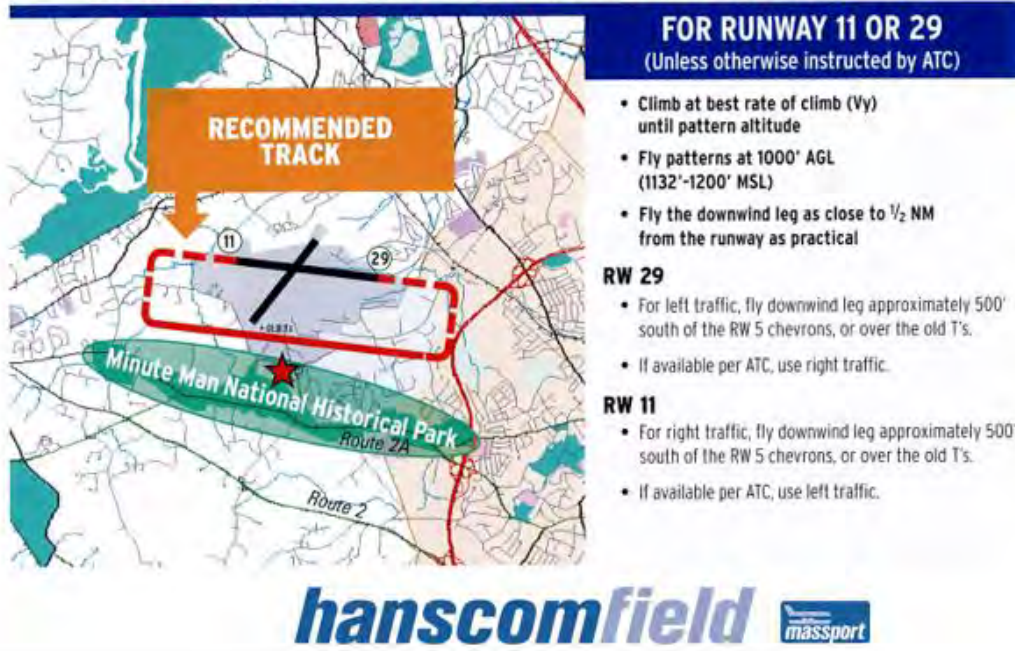 FOR RUNWAY 11 OR 29
(Unless otherwise instructed by ATC)
• Climb at best rate of climb (Vy)
until pattern altitude
• Fly patterns at 1000' AGL
(1132'-1200' MSL)
• Fly the downwind leg as close to 1/2 NM
from the runway as practical
RW 29
• For left traffic, fly downwind leg approximately 500'
south of the RW 5 chevrons, or over the old T's.
• If available per ATC, use right traffic.
RW 11
• For right traffic, fly downwind leg approximately 500'
south of the RW 5 chevrons, or over the old T's.
• If available per ATC, use left traffic.
RECOMMENDED
TRACK
11
29
Minute Man National Historical Park
Route 2A
Route 2
hanscomfield
massport